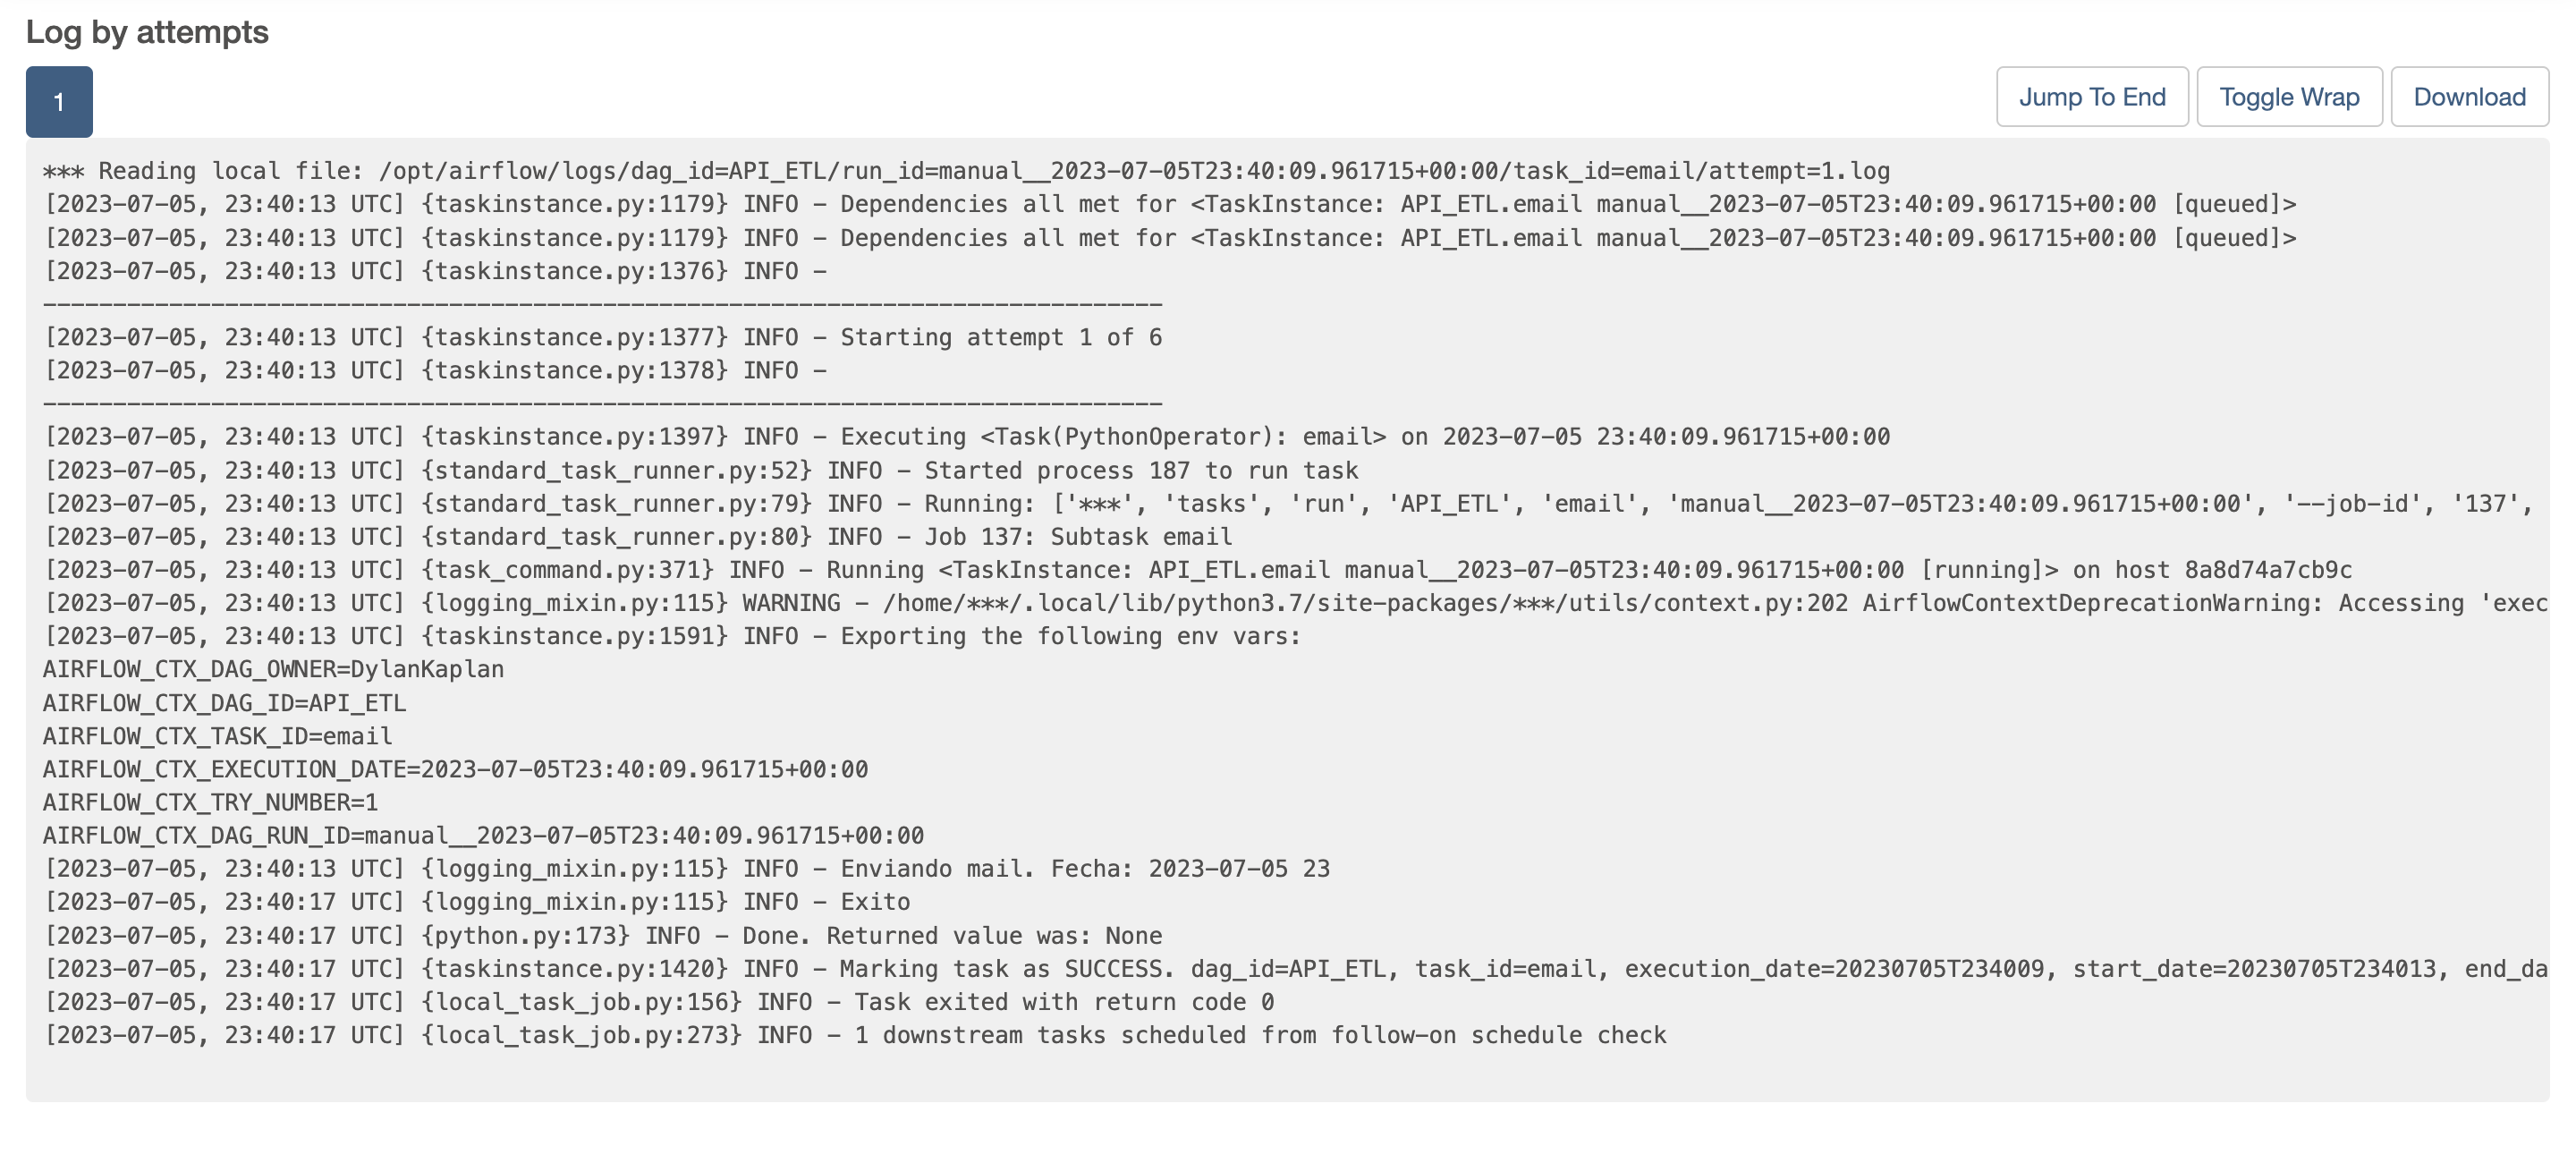 Log by attempts
1
Jump To End Toggle Wrap Download
*** Reading local file: /opt/airflow/logs/dag_id=API_ETL/run_id=manual__2023-07-05T23:40:09.961715+00:00/task_id=email/attempt=1.log
[2023-07-05, 23:40:13 UTC] {taskinstance.py:1179} INFO - Dependencies all met for <TaskInstance: API_ETL.email manual__2023-07-05T23:40:09.961715+00:00 [queued]>
[2023-07-05, 23:40:13 UTC] {taskinstance.py:1179} INFO - Dependencies all met for <TaskInstance: API_ETL.email manual__2023-07-05T23:40:09.961715+00:00 [queued]>
[2023-07-05, 23:40:13 UTC] {taskinstance.py:1376} INFO -
--------------------------------------------------------------------------------
[2023-07-05, 23:40:13 UTC] {taskinstance.py:1377} INFO - Starting attempt 1 of 6
[2023-07-05, 23:40:13 UTC] {taskinstance.py:1378} INFO -
--------------------------------------------------------------------------------
[2023-07-05, 23:40:13 UTC] {taskinstance.py:1397} INFO - Executing <Task(PythonOperator): email> on 2023-07-05 23:40:09.961715+00:00
[2023-07-05, 23:40:13 UTC] {standard_task_runner.py:52} INFO - Started process 187 to run task
[2023-07-05, 23:40:13 UTC] {standard_task_runner.py:79} INFO - Running: ['***', 'tasks', 'run', 'API_ETL', 'email', 'manual__2023-07-05T23:40:09.961715+00:00', '--job-id', '137',
[2023-07-05, 23:40:13 UTC] {standard_task_runner.py:80} INFO - Job 137: Subtask email
[2023-07-05, 23:40:13 UTC] {task_command.py:371} INFO - Running <TaskInstance: API_ETL.email manual__2023-07-05T23:40:09.961715+00:00 [running]> on host 8a8d74a7cb9c
[2023-07-05, 23:40:13 UTC] {logging_mixin.py:115} WARNING - /home/***/.local/lib/python3.7/site-packages/***/utils/context.py:202 AirflowContextDeprecationWarning: Accessing 'exec
[2023-07-05, 23:40:13 UTC] {taskinstance.py:1591} INFO - Exporting the following env vars:
AIRFLOW_CTX_DAG_OWNER=DylanKaplan
AIRFLOW_CTX_DAG_ID=API_ETL
AIRFLOW_CTX_TASK_ID=email
AIRFLOW_CTX_EXECUTION_DATE=2023-07-05T23:40:09.961715+00:00
AIRFLOW_CTX_TRY_NUMBER=1
AIRFLOW_CTX_DAG_RUN_ID=manual__2023-07-05T23:40:09.961715+00:00
[2023-07-05, 23:40:13 UTC] {logging_mixin.py:115} INFO - Enviando mail. Fecha: 2023-07-05 23
[2023-07-05, 23:40:17 UTC] {logging_mixin.py:115} INFO - Exito
[2023-07-05, 23:40:17 UTC] {python.py:173} INFO - Done. Returned value was: None
[2023-07-05, 23:40:17 UTC] {taskinstance.py:1420} INFO - Marking task as SUCCESS. dag_id=API_ETL, task_id=email, execution_date=20230705T234009, start_date=20230705T234013, end_da
[2023-07-05, 23:40:17 UTC] {local_task_job.py:156} INFO - Task exited with return code 0
[2023-07-05, 23:40:17 UTC] {local_task_job.py:273} INFO - 1 downstream tasks scheduled from follow-on schedule check